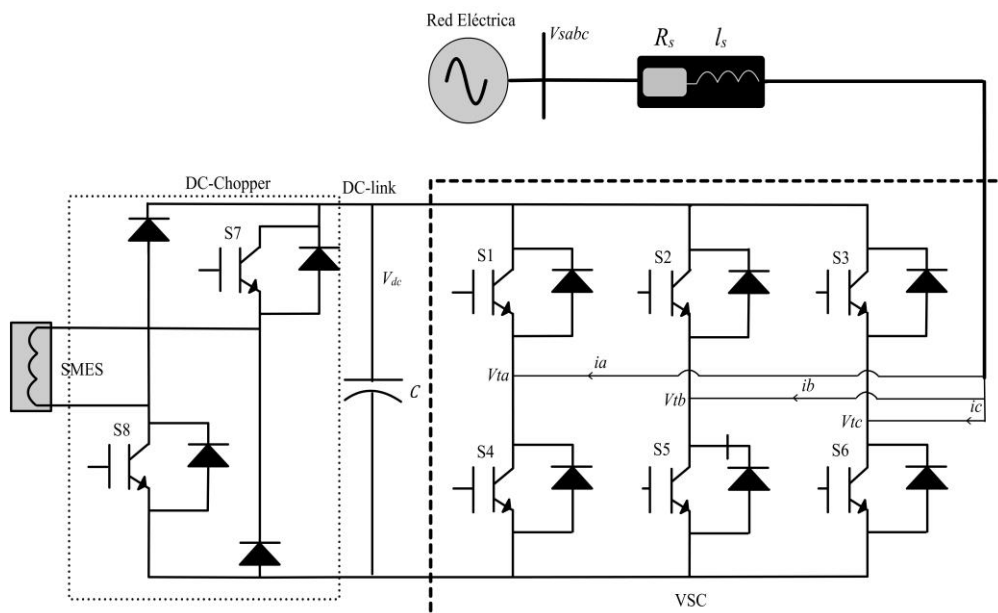 Red Eléctrica
Vsabc
Rs ls
DC-Chopper
DC-link
S7
S1
S2
S3
Vdc
SMES
C
Vta
ia
Vtb
ib
Vtc
ic
S8
S4
S5
S6
VSC